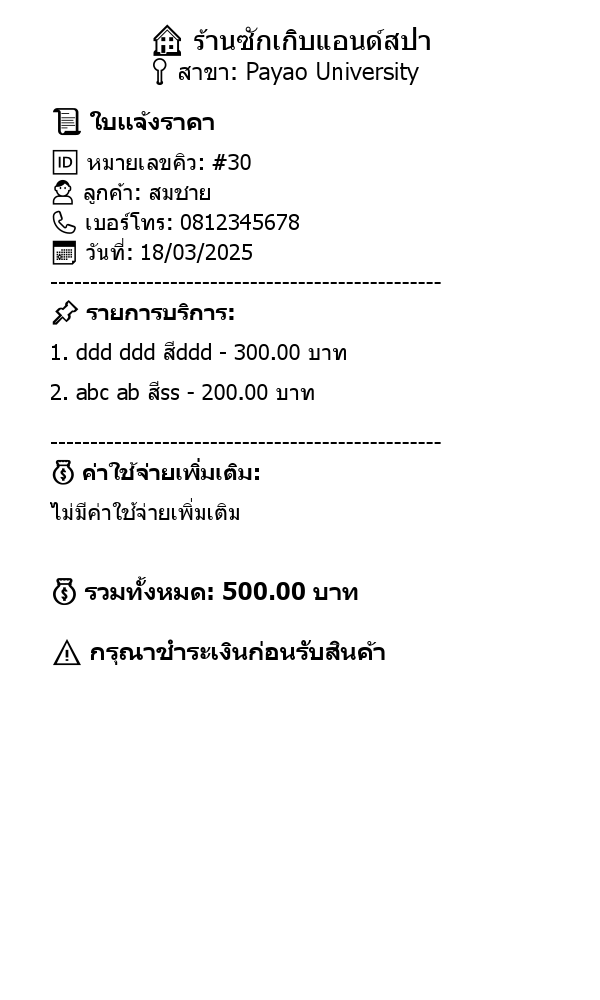 🏠 ร้านซักเกิบแอนด์สปา
📍 สาขา: Payao University
📜 ใบแจ้งราคา
🆔 หมายเลขคิว: #30
👤 ลูกค้า: สมชาย
📞 เบอร์โทร: 0812345678
📅 วันที่: 18/03/2025
-------------------------------------------------
📌 รายการบริการ:
1. ddd ddd สีddd - 300.00 บาท
2. abc ab สีss - 200.00 บาท
-------------------------------------------------
💰 ค่าใช้จ่ายเพิ่มเติม:
ไม่มีค่าใช้จ่ายเพิ่มเติม
💰 รวมทั้งหมด: 500.00 บาท
⚠ กรุณาชำระเงินก่อนรับสินค้า